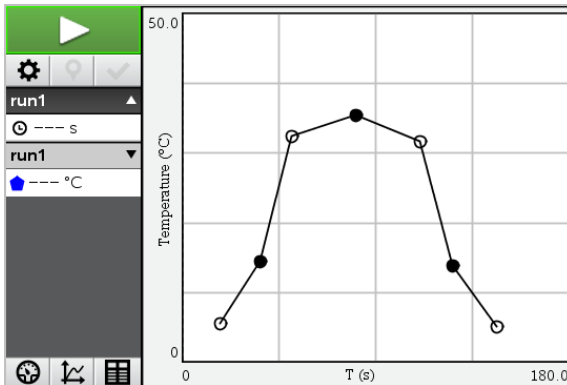 run1
--- s
run1
--- °C
50.0
Temperature (°C)
0
0
T (s)
180.0